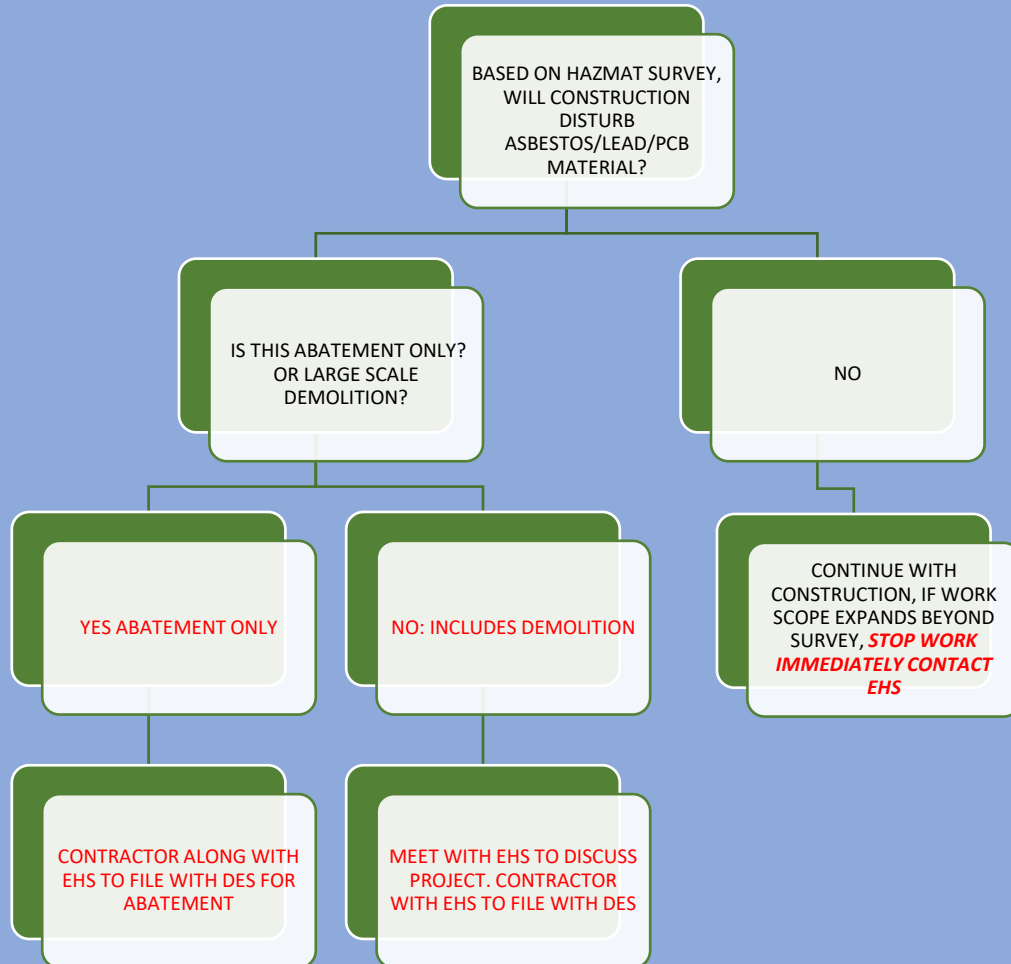 BASED ON HAZMAT SURVEY,
WILL CONSTRUCTION
DISTURB
ASBESTOS/LEAD/PCB
MATERIAL?
IS THIS ABATEMENT ONLY?
OR LARGE SCALE
DEMOLITION?
NO
YES ABATEMENT ONLY
NO: INCLUDES DEMOLITION
CONTINUE WITH
CONSTRUCTION, IF WORK
SCOPE EXPANDS BEYOND
SURVEY, STOP WORK
IMMEDIATELY CONTACT
EHS
CONTRACTOR ALONG WITH
EHS TO FILE WITH DES FOR
ABATEMENT
MEET WITH EHS TO DISCUSS
PROJECT. CONTRACTOR
WITH EHS TO FILE WITH DES